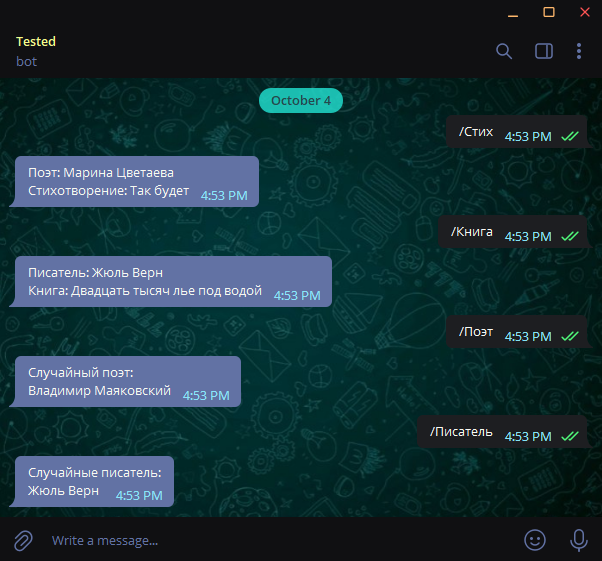 Tested
bot
October 4
/Стих 4:53 PM
Поэт: Марина Цветаева
Стихотворение: Так будет 4:53 PM
/Книга 4:53 PM
Писатель: Жюль Верн
Книга: Двадцать тысяч лье под водой 4:53 PM
/Поэт 4:53 PM
Случайный поэт:
Владимир Маяковский 4:53 PM
/Писатель 4:53 PM
Случайные писатель:
Жюль Верн 4:53 PM
Write a message...